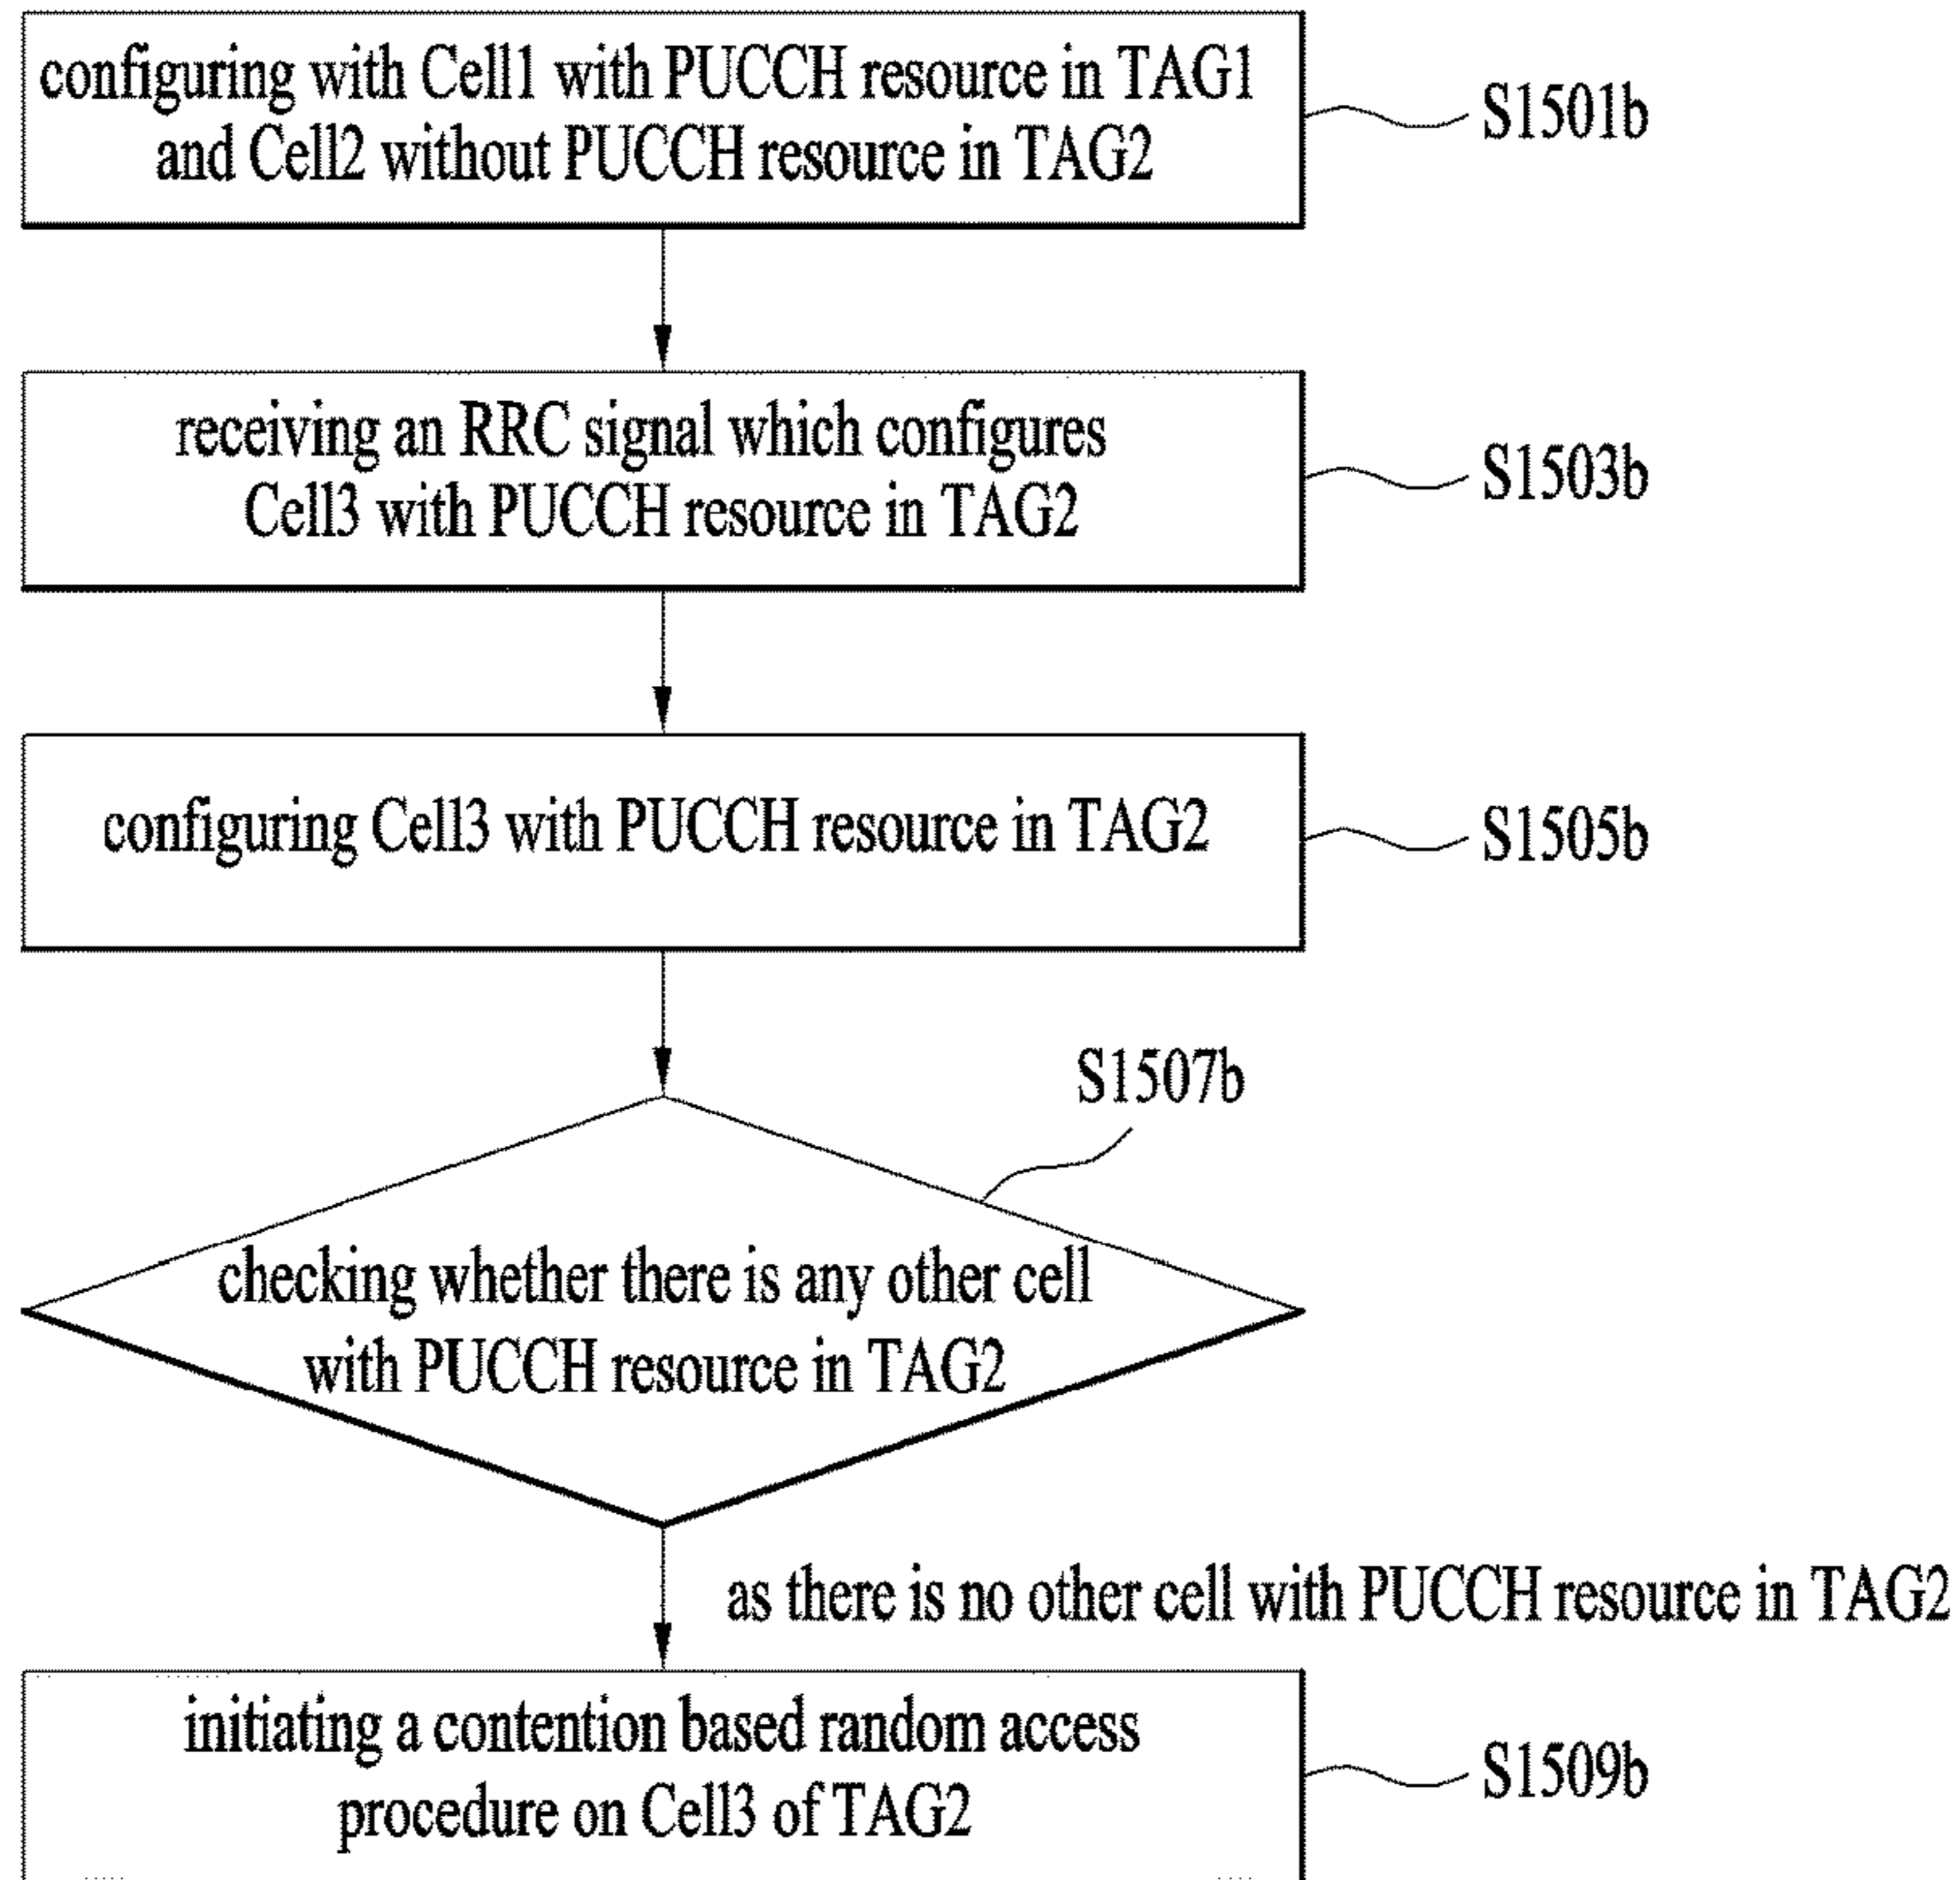 configuring with Cell1 with PUCCH resource in TAG1
and Cell2 without PUCCH resource in TAG2
S1501b
receiving an RRC signal which configures
Cell3 with PUCCH resource in TAG2
S1503b
configuring Cell3 with PUCCH resource in TAG2
S1505b
S1507b
checking whether there is any other cell
with PUCCH resource in TAG2
as there is no other cell with PUCCH resource in TAG2
initiating a contention based random access
procedure on Cell3 of TAG2
S1509b